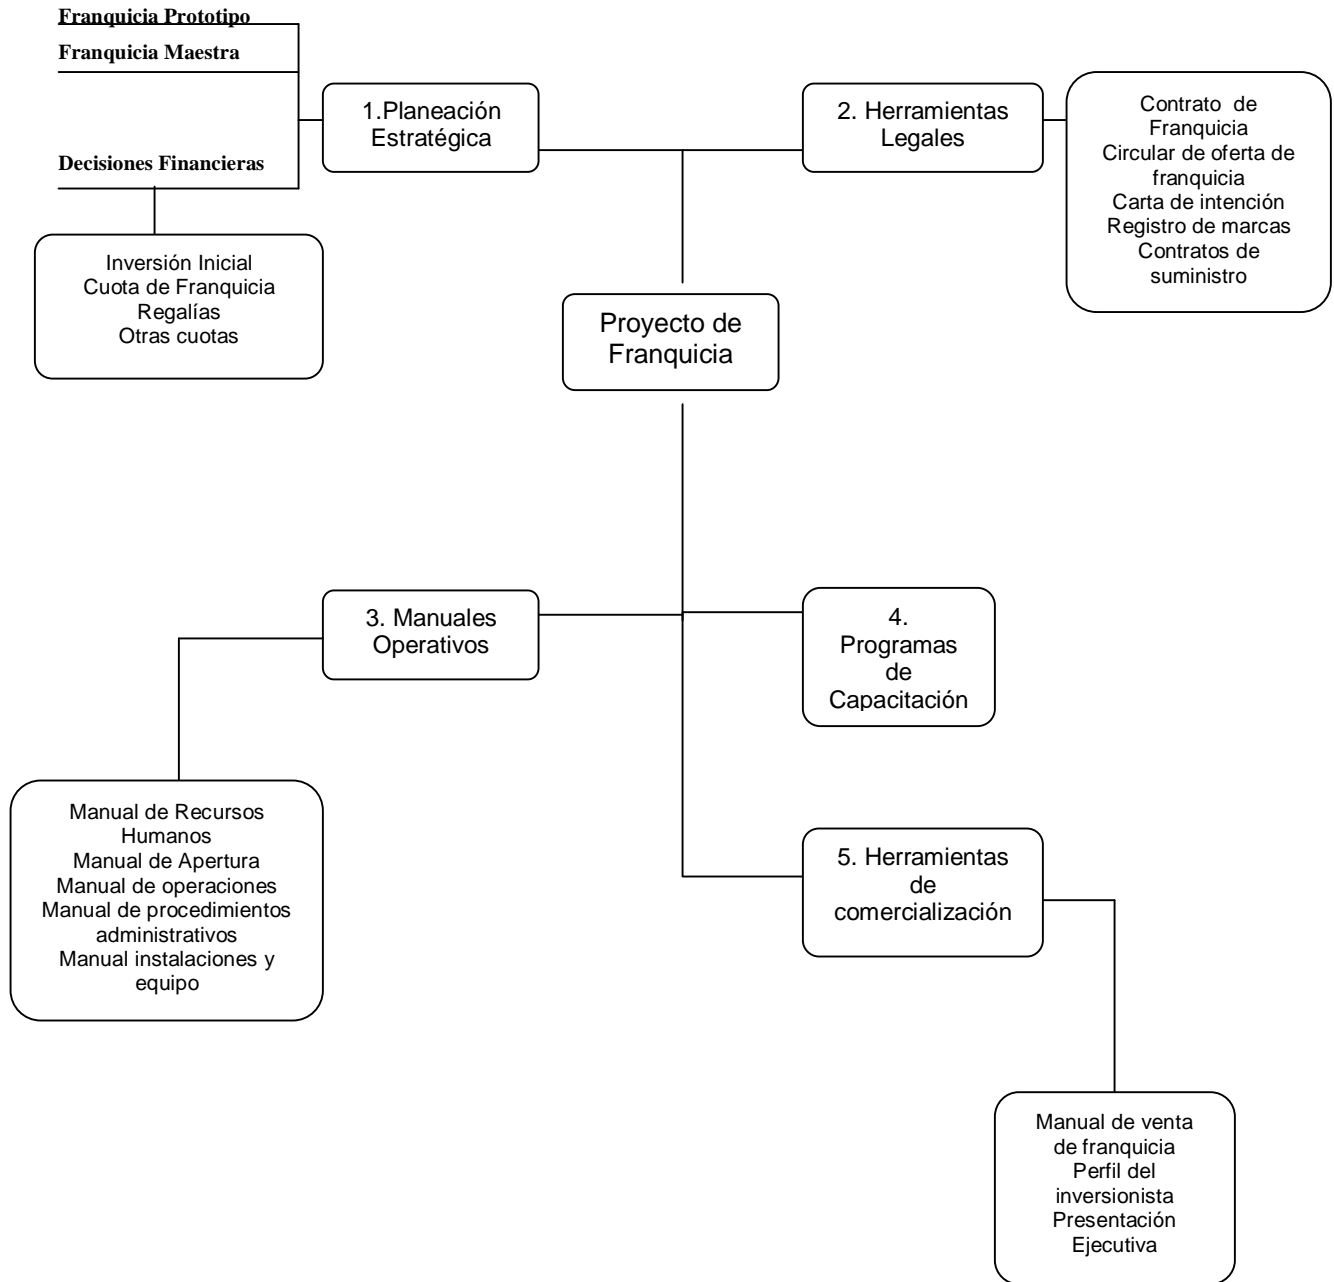 Franquicia Prototipo
Franquicia Maestra
Decisiones Financieras
Inversión Inicial
Cuota de Franquicia
Regalías
Otras cuotas
1.Planeación
Estratégica
2. Herramientas
Legales
Contrato de
Franquicia
Circular de oferta de
franquicia
Carta de intención
Registro de marcas
Contratos de
suministro
Proyecto de
Franquicia
3. Manuales
Operativos
Manual de Recursos
Humanos
Manual de Apertura
Manual de operaciones
Manual de procedimientos
administrativos
Manual instalaciones y
equipo
4.
Programas
de
Capacitación
5. Herramientas
de
comercialización
Manual de venta
de franquicia
Perfil del
inversionista
Presentación
Ejecutiva